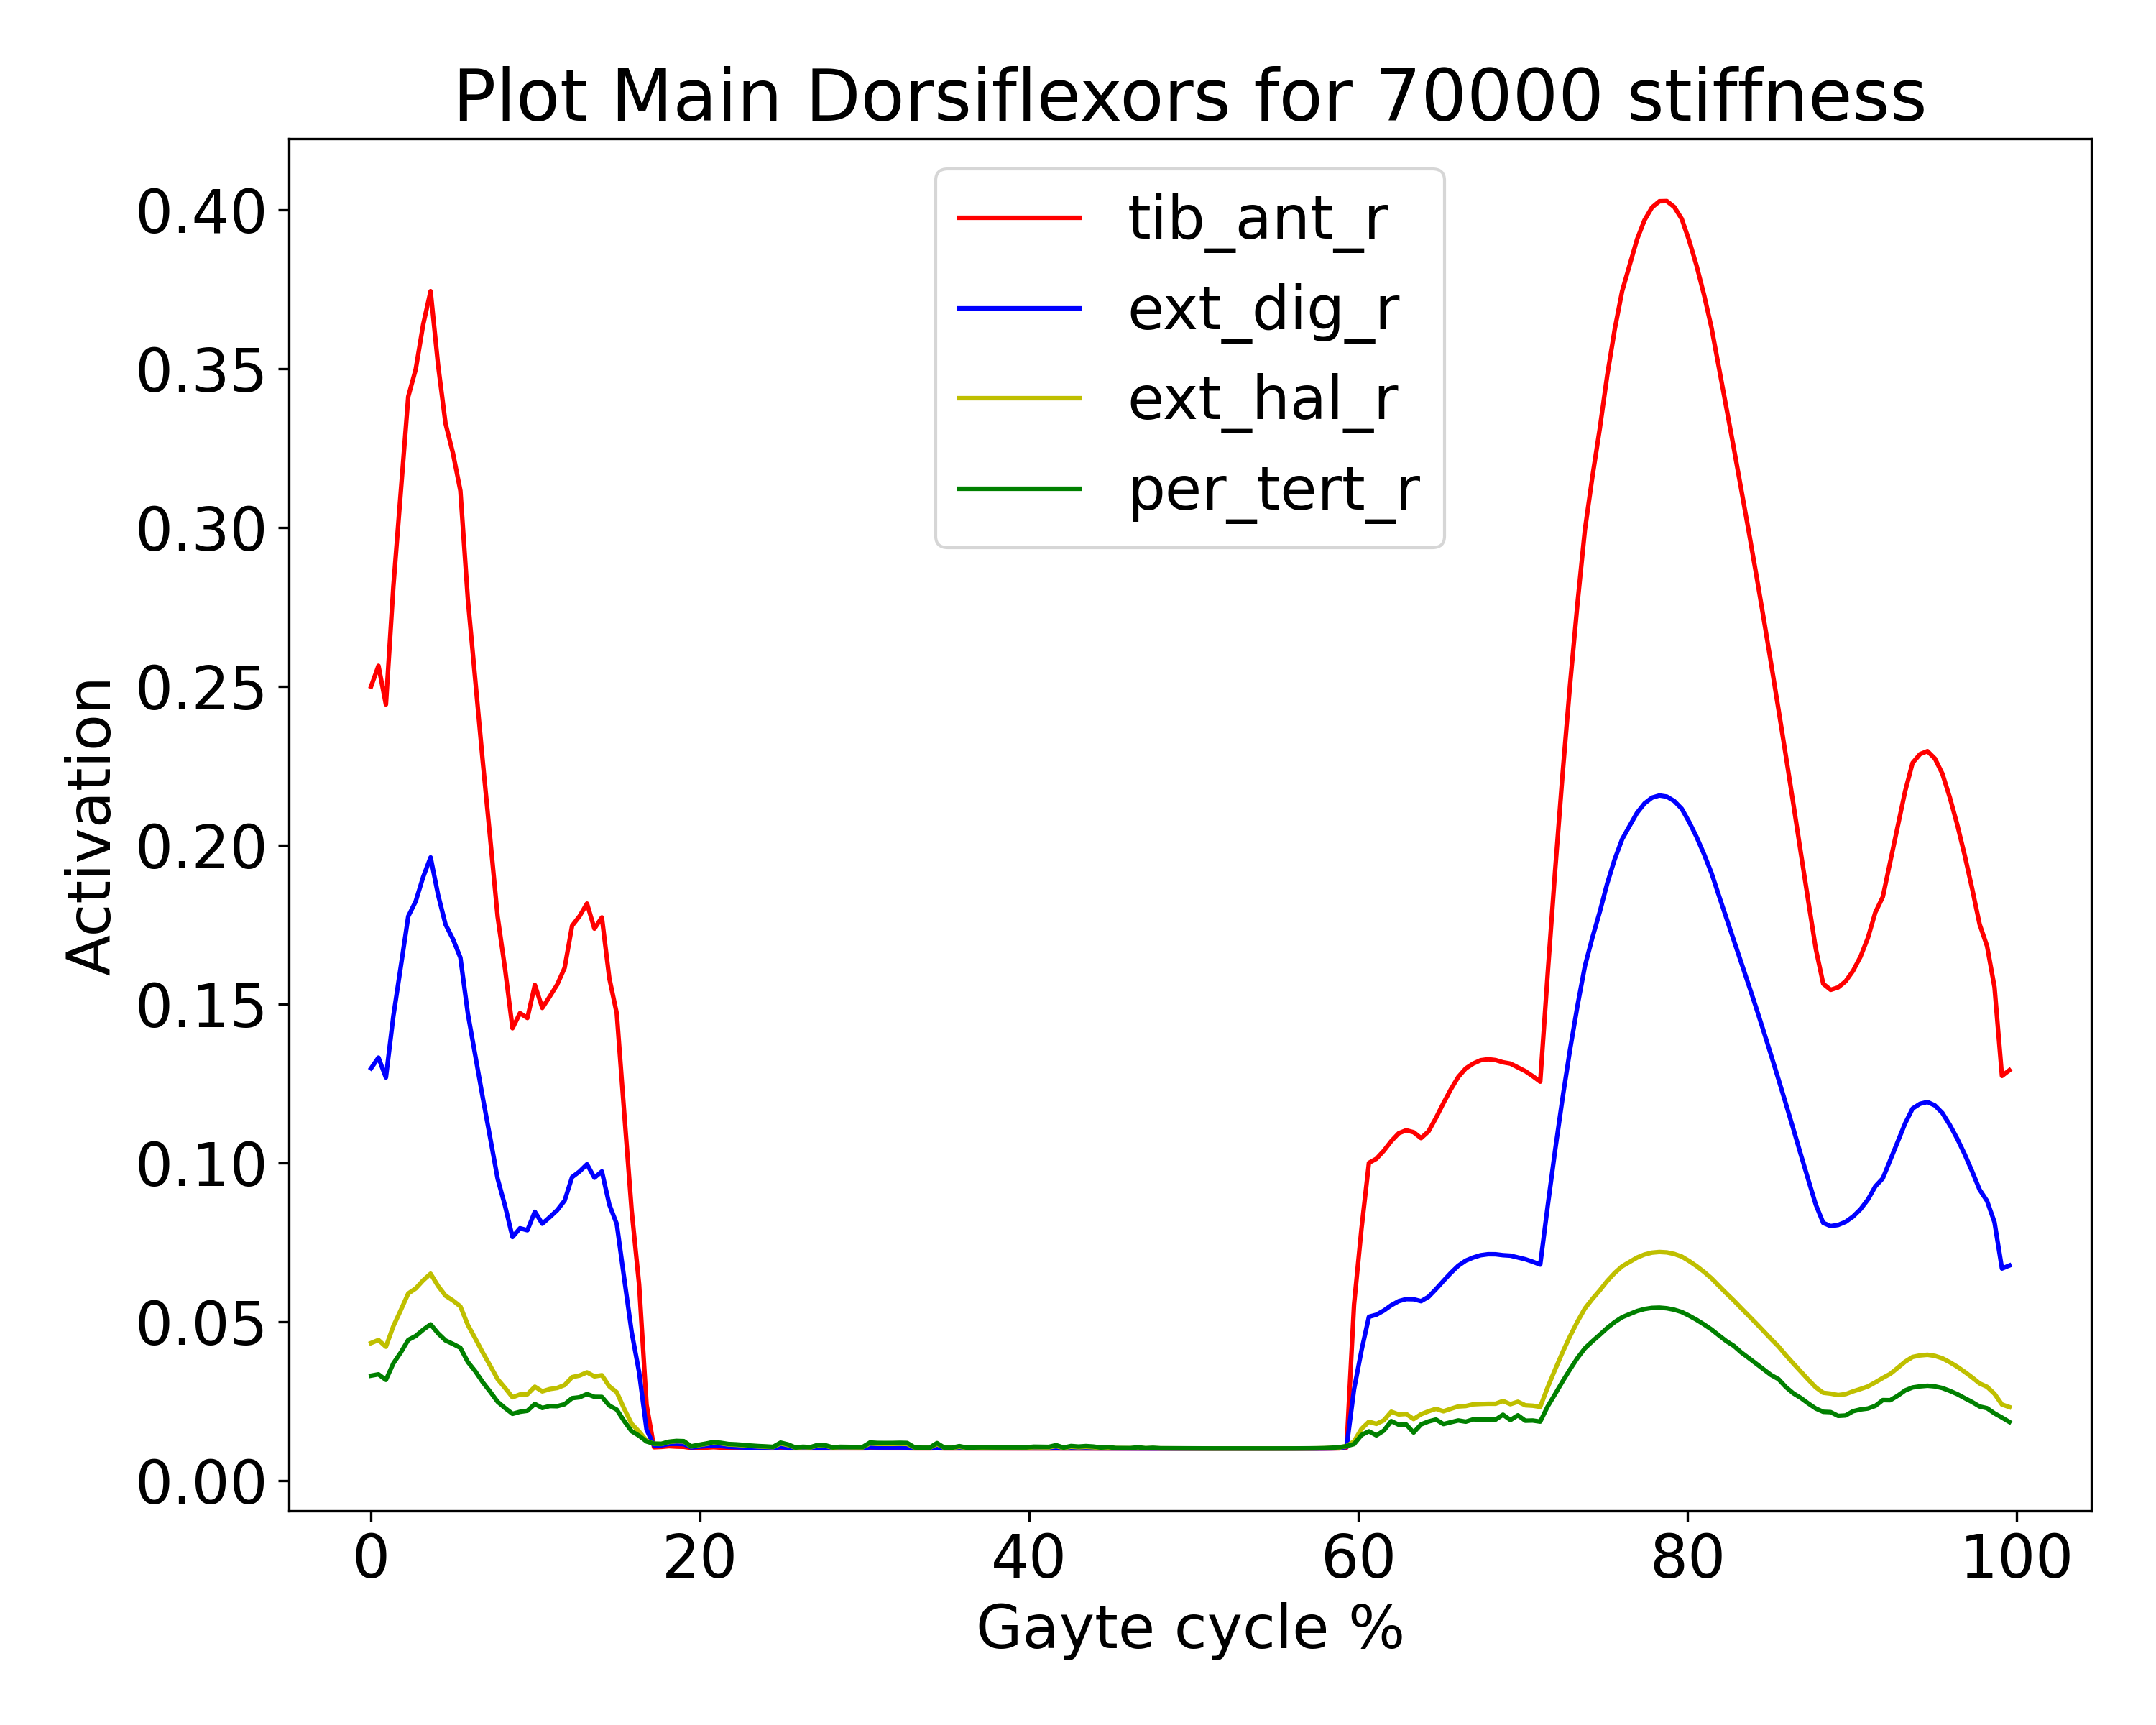 Plot Main Dorsiflexors for 70000 stiffness
tib_ant_r
ext_dig_r
ext_hal_r
per_tert_r
Activation
0.40
0.35
0.30
0.25
0.20
0.15
0.10
0.05
0.00
0 20 40 60 80 100
Gayte cycle %